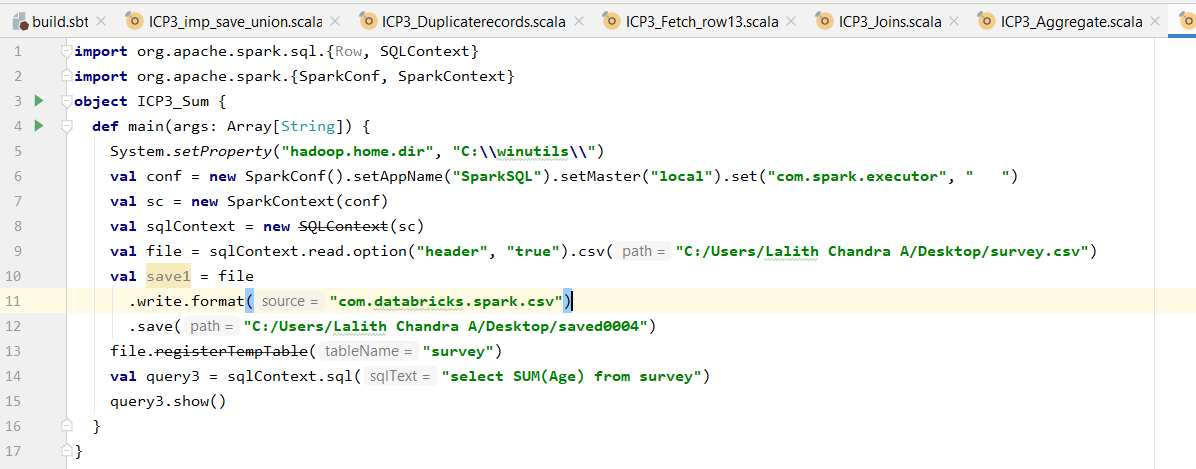 build.sbt ICP3_imp_save_union.scala ICP3_Duplicaterecords.scala ICP3_Fetch_row13.scala ICP3_Joins.scala ICP3_Aggregate.scala
1 import org.apache.spark.sql.{Row, SQLContext}
2 import org.apache.spark.{SparkConf, SparkContext}
3 object ICP3_Sum {
4 def main(args: Array[String]) {
5 System.setProperty("hadoop.home.dir", "C:\\winutils\\")
6 val conf = new SparkConf().setAppName("SparkSQL").setMaster("local").set("com.spark.executor", "   ")
7 val sc = new SparkContext(conf)
8 val sqlContext = new SQLContext(sc)
9 val file = sqlContext.read.option("header", "true").csv( path = "C:/Users/Lalith Chandra A/Desktop/survey.csv")
10 val save1 = file
11 .write.format( source = "com.databricks.spark.csv")
12 .save( path = "C:/Users/Lalith Chandra A/Desktop/saved0004")
13 file.registerTempTable( tableName = "survey")
14 val query3 = sqlContext.sql( sqlText = "select SUM(Age) from survey")
15 query3.show()
16 }
17 }